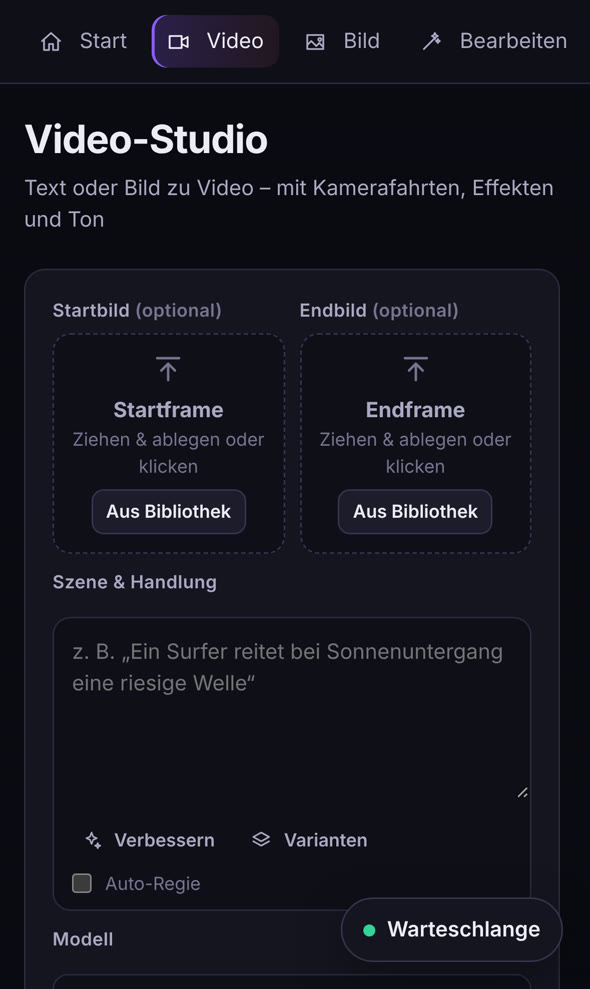 Start Video Bild Bearbeiten
Video-Studio
Text oder Bild zu Video – mit Kamerafahrten, Effekten
und Ton
Startbild (optional)
Startframe
Ziehen & ablegen oder
klicken
Aus Bibliothek
Endbild (optional)
Endframe
Ziehen & ablegen oder
klicken
Aus Bibliothek
Szene & Handlung
z. B. „Ein Surfer reitet bei Sonnenuntergang
eine riesige Welle“
Verbessern Varianten
Auto-Regie
Modell
Warteschlange